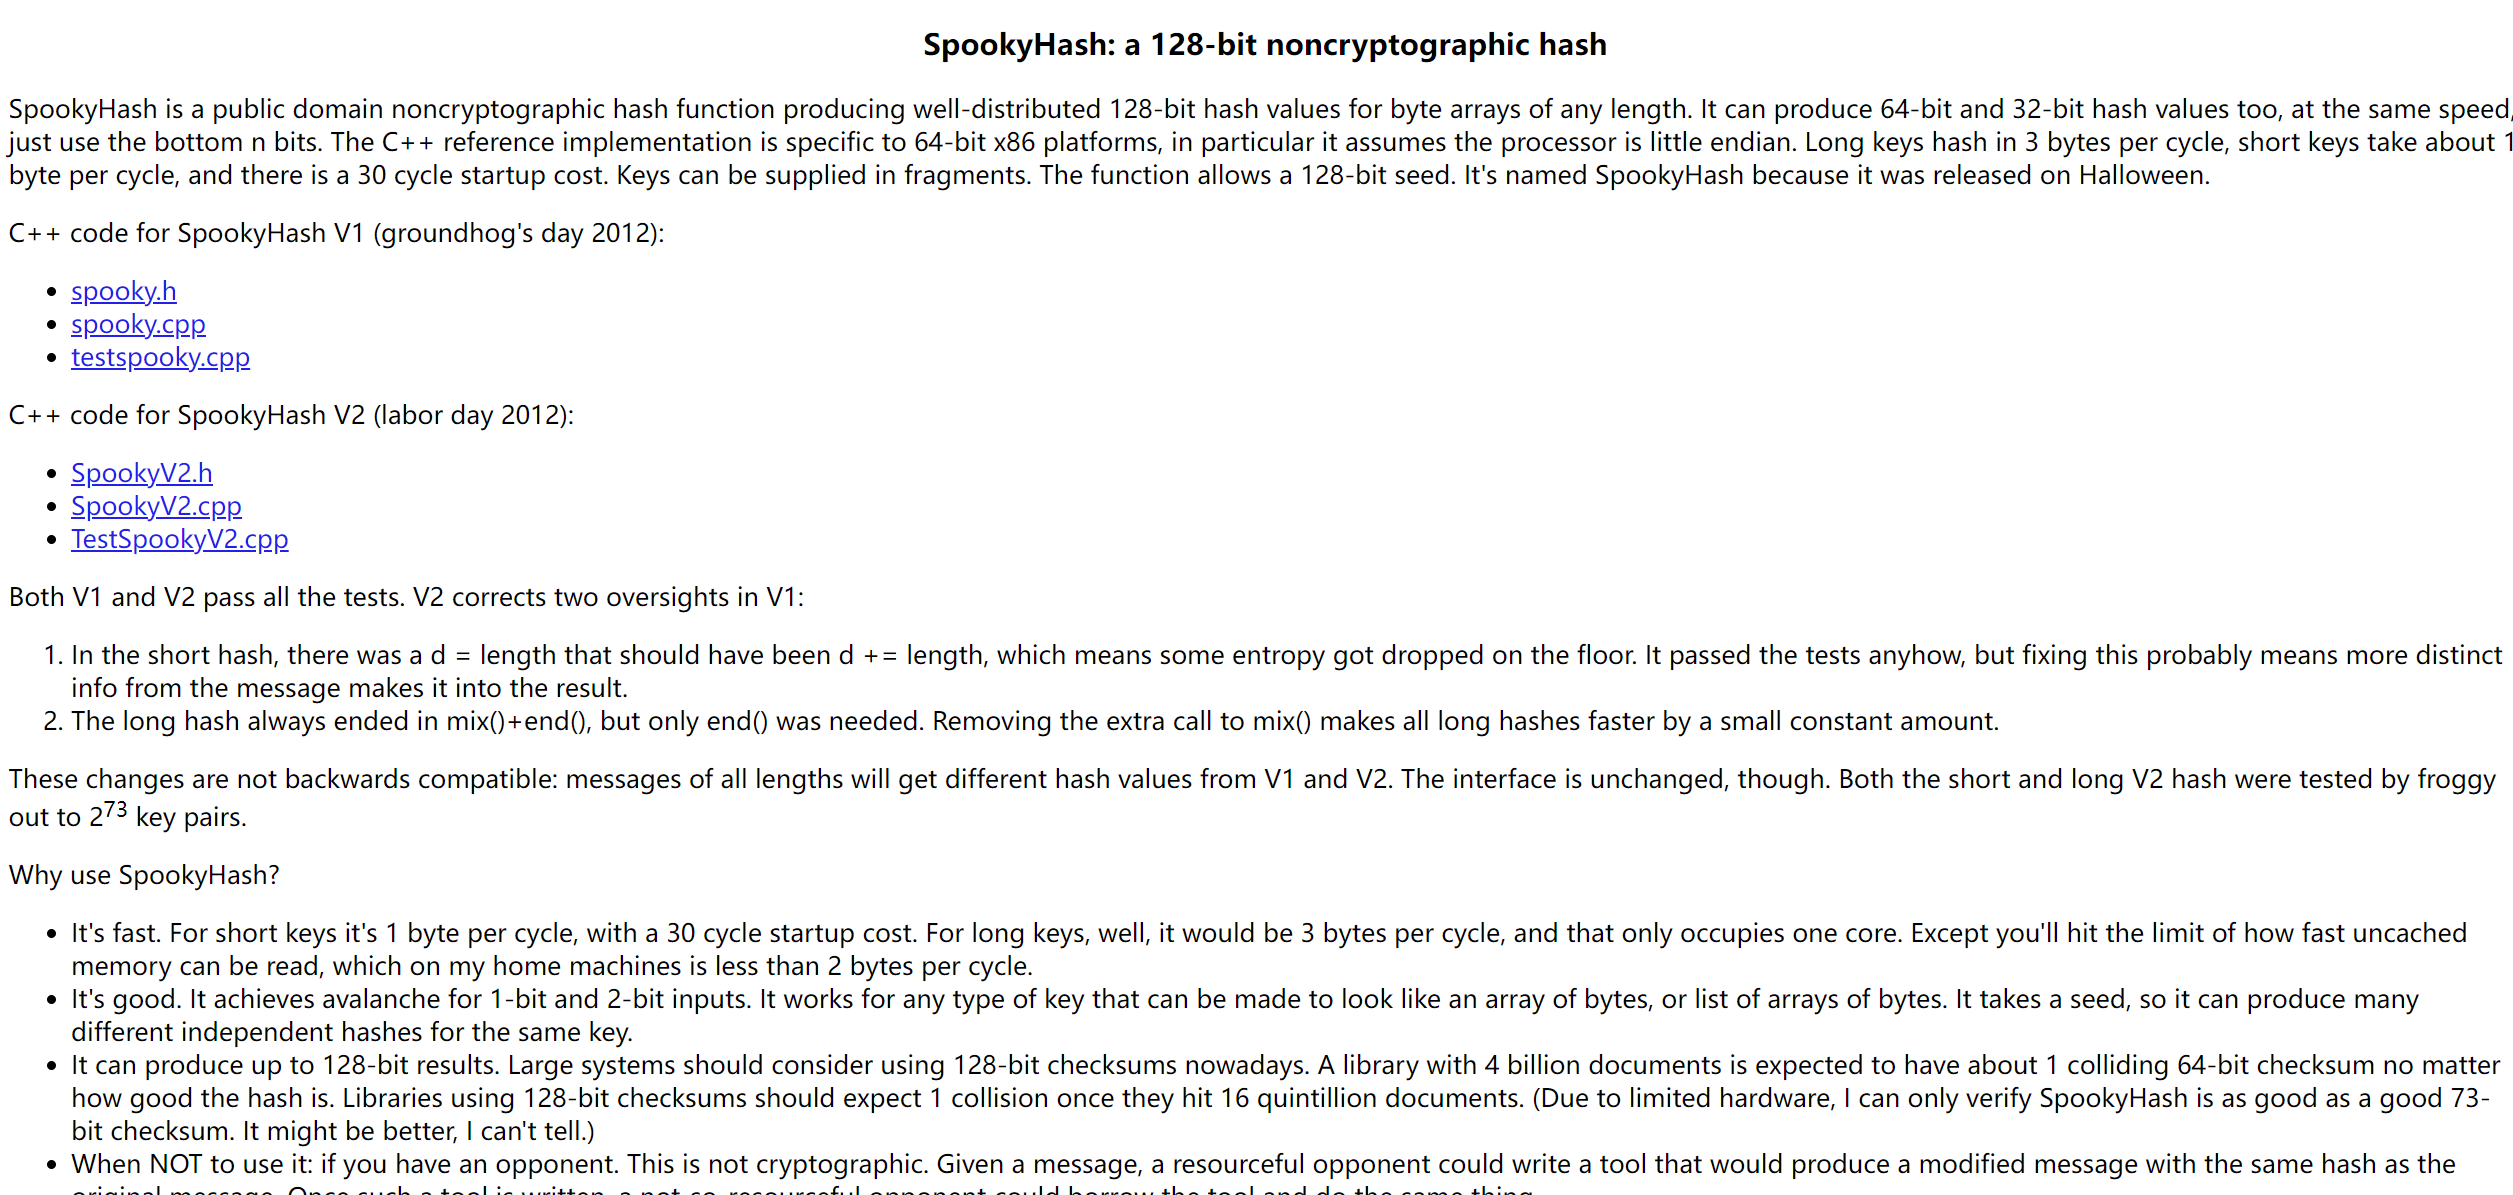 SpookyHash: a 128-bit noncryptographic hash
SpookyHash is a public domain noncryptographic hash function producing well-distributed 128-bit hash values for byte arrays of any length. It can produce 64-bit and 32-bit hash values too, at the same speed,
just use the bottom n bits. The C++ reference implementation is specific to 64-bit x86 platforms, in particular it assumes the processor is little endian. Long keys hash in 3 bytes per cycle, short keys take about 1
byte per cycle, and there is a 30 cycle startup cost. Keys can be supplied in fragments. The function allows a 128-bit seed. It's named SpookyHash because it was released on Halloween.
C++ code for SpookyHash V1 (groundhog's day 2012):
• spooky.h
• spooky.cpp
• testspooky.cpp
C++ code for SpookyHash V2 (labor day 2012):
• SpookyV2.h
• SpookyV2.cpp
• TestSpookyV2.cpp
Both V1 and V2 pass all the tests. V2 corrects two oversights in V1:
1. In the short hash, there was a d = length that should have been d += length, which means some entropy got dropped on the floor. It passed the tests anyhow, but fixing this probably means more distinct
info from the message makes it into the result.
2. The long hash always ended in mix()+end(), but only end() was needed. Removing the extra call to mix() makes all long hashes faster by a small constant amount.
These changes are not backwards compatible: messages of all lengths will get different hash values from V1 and V2. The interface is unchanged, though. Both the short and long V2 hash were tested by froggy
out to 2⁷³ key pairs.
Why use SpookyHash?
• It's fast. For short keys it's 1 byte per cycle, with a 30 cycle startup cost. For long keys, well, it would be 3 bytes per cycle, and that only occupies one core. Except you'll hit the limit of how fast uncached
memory can be read, which on my home machines is less than 2 bytes per cycle.
• It's good. It achieves avalanche for 1-bit and 2-bit inputs. It works for any type of key that can be made to look like an array of bytes, or list of arrays of bytes. It takes a seed, so it can produce many
different independent hashes for the same key.
• It can produce up to 128-bit results. Large systems should consider using 128-bit checksums nowadays. A library with 4 billion documents is expected to have about 1 colliding 64-bit checksum no matter
how good the hash is. Libraries using 128-bit checksums should expect 1 collision once they hit 16 quintillion documents. (Due to limited hardware, I can only verify SpookyHash is as good as a good 73-
bit checksum. It might be better, I can't tell.)
• When NOT to use it: if you have an opponent. This is not cryptographic. Given a message, a resourceful opponent could write a tool that would produce a modified message with the same hash as the
original message. Once such a tool is written, a not-so-resourceful opponent could borrow the tool and do the same thing.